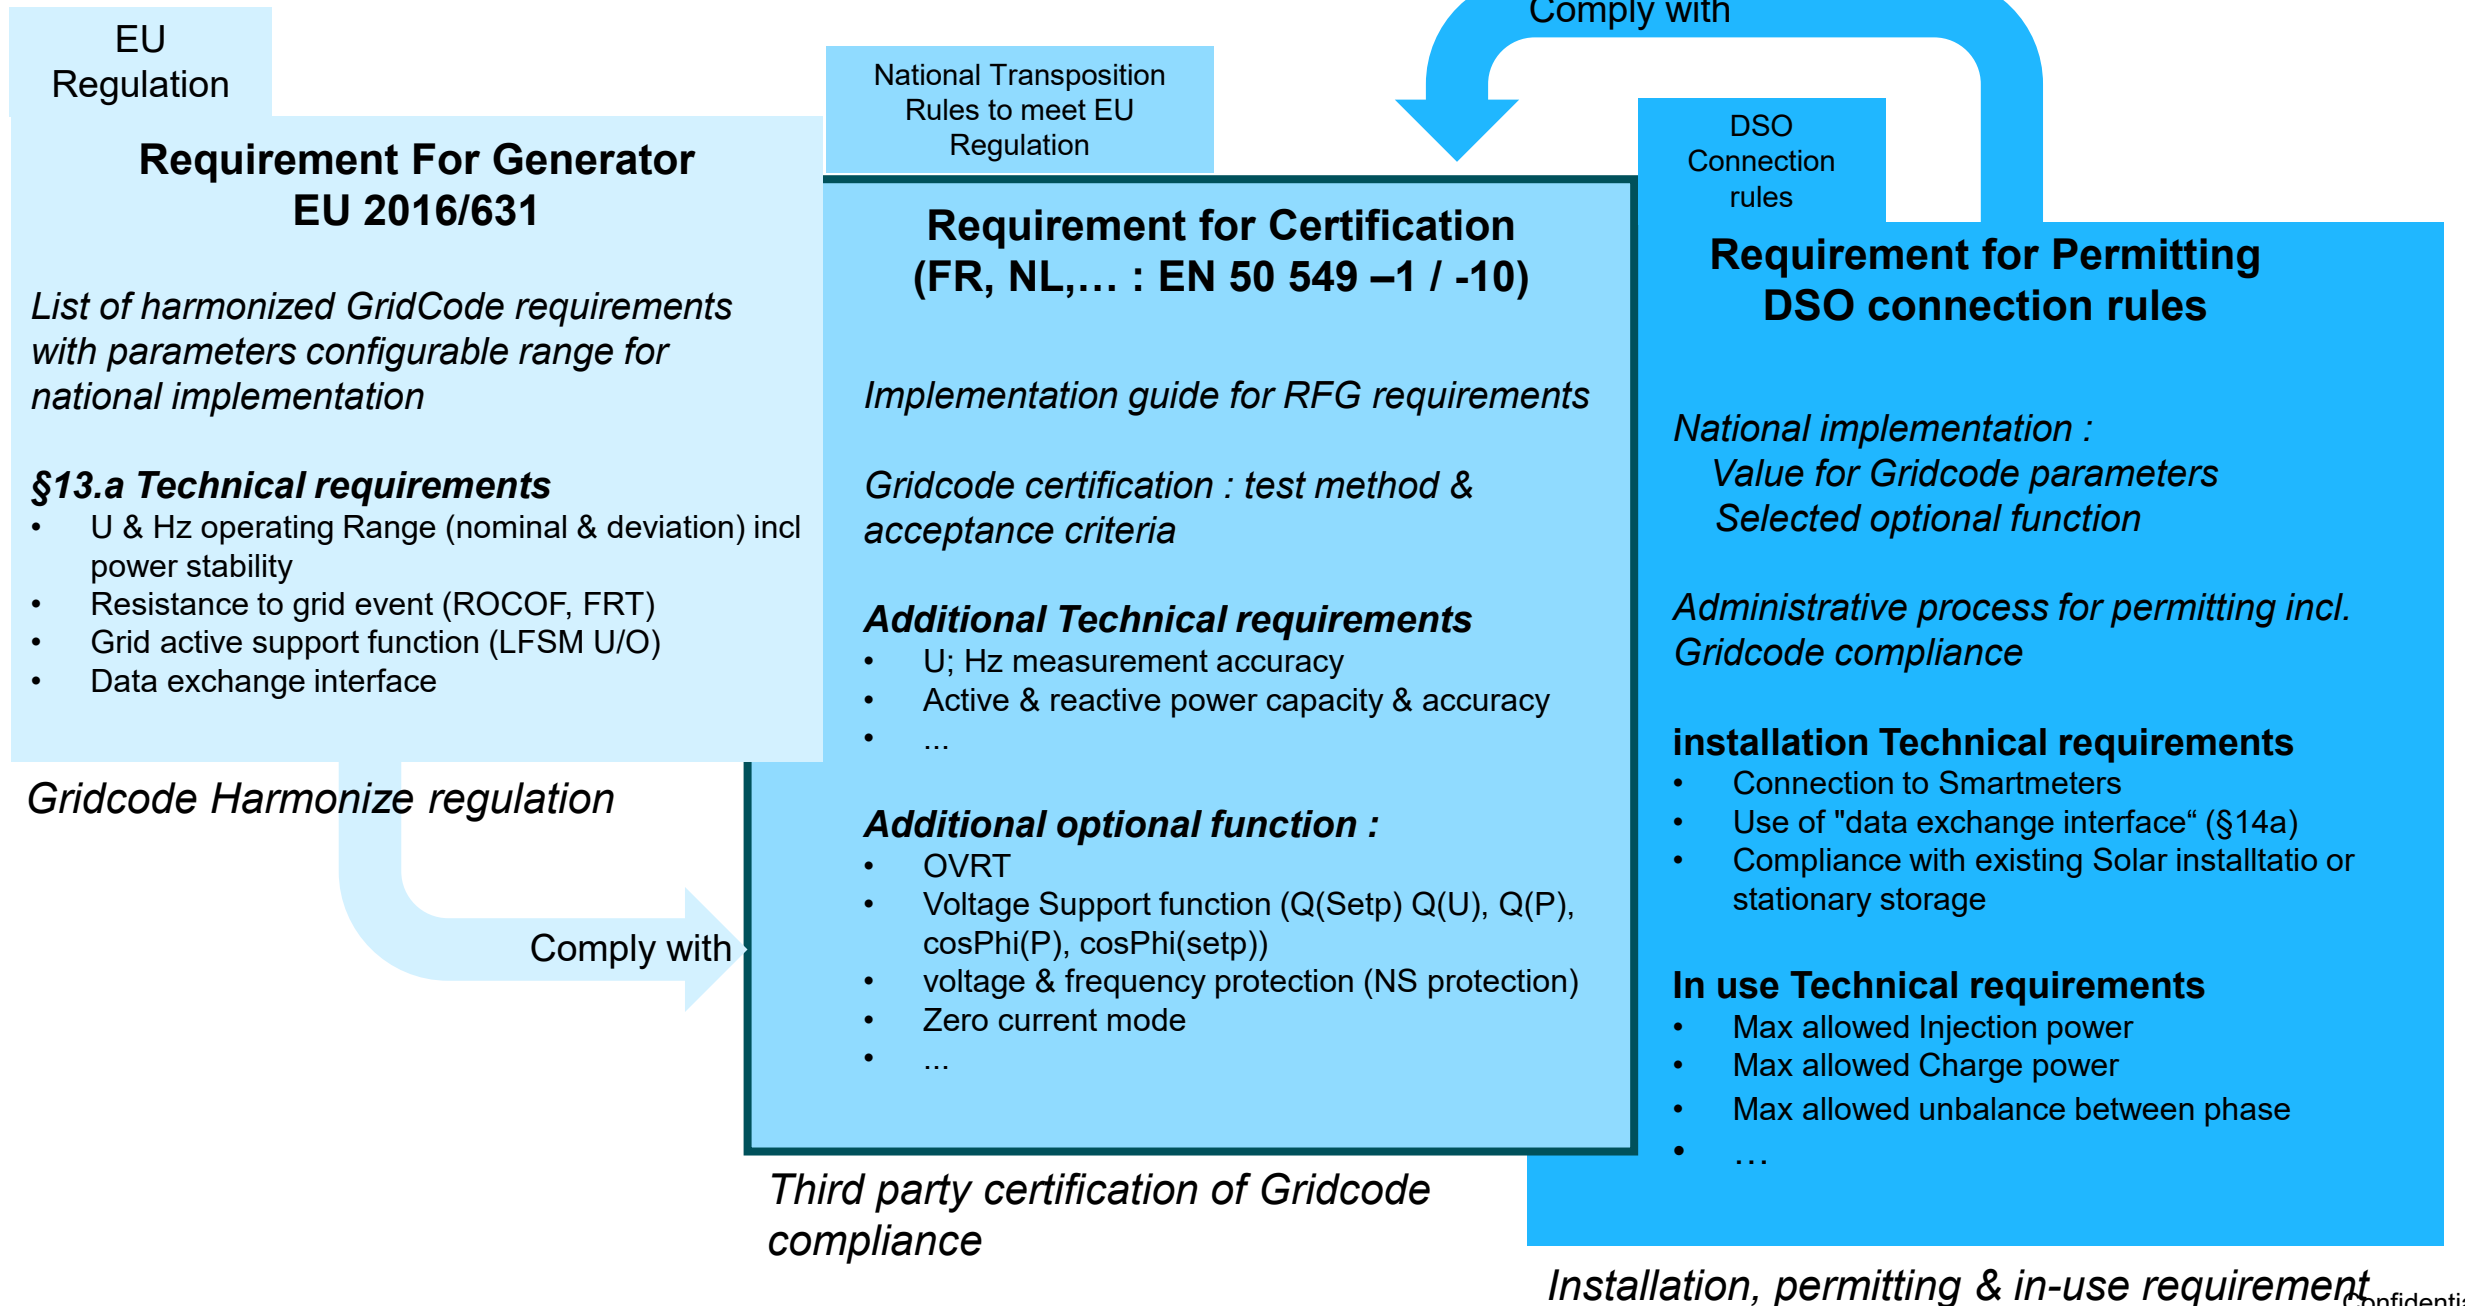 EU
Regulation
Requirement For Generator
EU 2016/631
List of harmonized GridCode requirements
with parameters configurable range for
national implementation
§13.a Technical requirements
• U & Hz operating Range (nominal & deviation) incl
power stability
• Resistance to grid event (ROCOF, FRT)
• Grid active support function (LFSM U/O)
• Data exchange interface
Gridcode Harmonize regulation
Comply with
National Transposition
Rules to meet EU
Regulation
Requirement for Certification
(FR, NL,… : EN 50 549 –1 / -10)
Implementation guide for RFG requirements
Gridcode certification : test method &
acceptance criteria
Additional Technical requirements
• U; Hz measurement accuracy
• Active & reactive power capacity & accuracy
• ...
Additional optional function :
• OVRT
• Voltage Support function (Q(Setp) Q(U), Q(P),
cosPhi(P), cosPhi(setp))
• voltage & frequency protection (NS protection)
• Zero current mode
• ...
Third party certification of Gridcode
compliance
Comply with
DSO
Connection
rules
Requirement for Permitting
DSO connection rules
National implementation :
Value for Gridcode parameters
Selected optional function
Administrative process for permitting incl.
Gridcode compliance
installation Technical requirements
• Connection to Smartmeters
• Use of "data exchange interface“ (§14a)
• Compliance with existing Solar installtatio or
stationary storage
In use Technical requirements
• Max allowed Injection power
• Max allowed Charge power
• Max allowed unbalance between phase
• …
Installation, permitting & in-use requirement